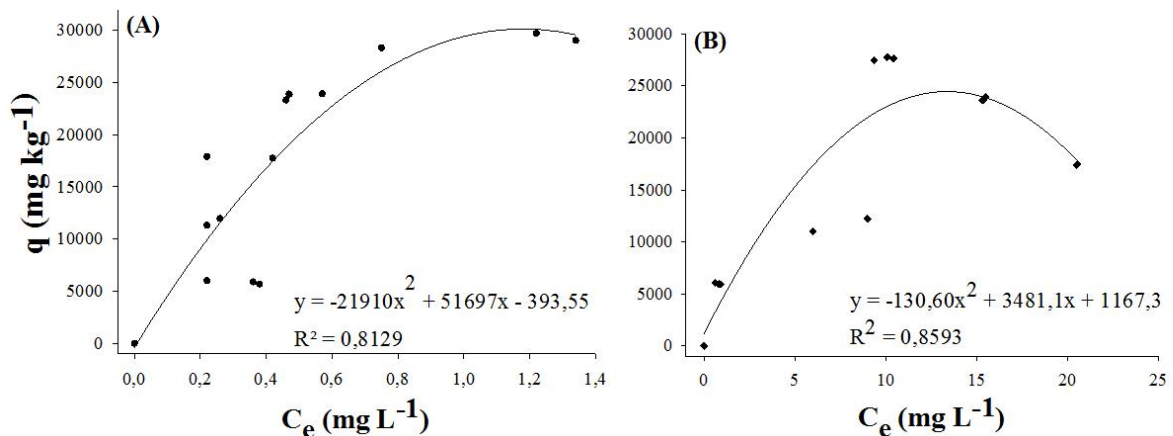 (A)
q (mg kg-1)
30000
25000
20000
15000
10000
5000
0
y = -21910x2 + 51697x - 393,55
R² = 0,8129
0,0 0,2 0,4 0,6 0,8 1,0 1,2 1,4
Ce (mg L-1)
(B)
30000
25000
20000
15000
10000
5000
0
y = -130,60x2 + 3481,1x + 1167,3
R2 = 0,8593
0 5 10 15 20 25
Ce (mg L-1)